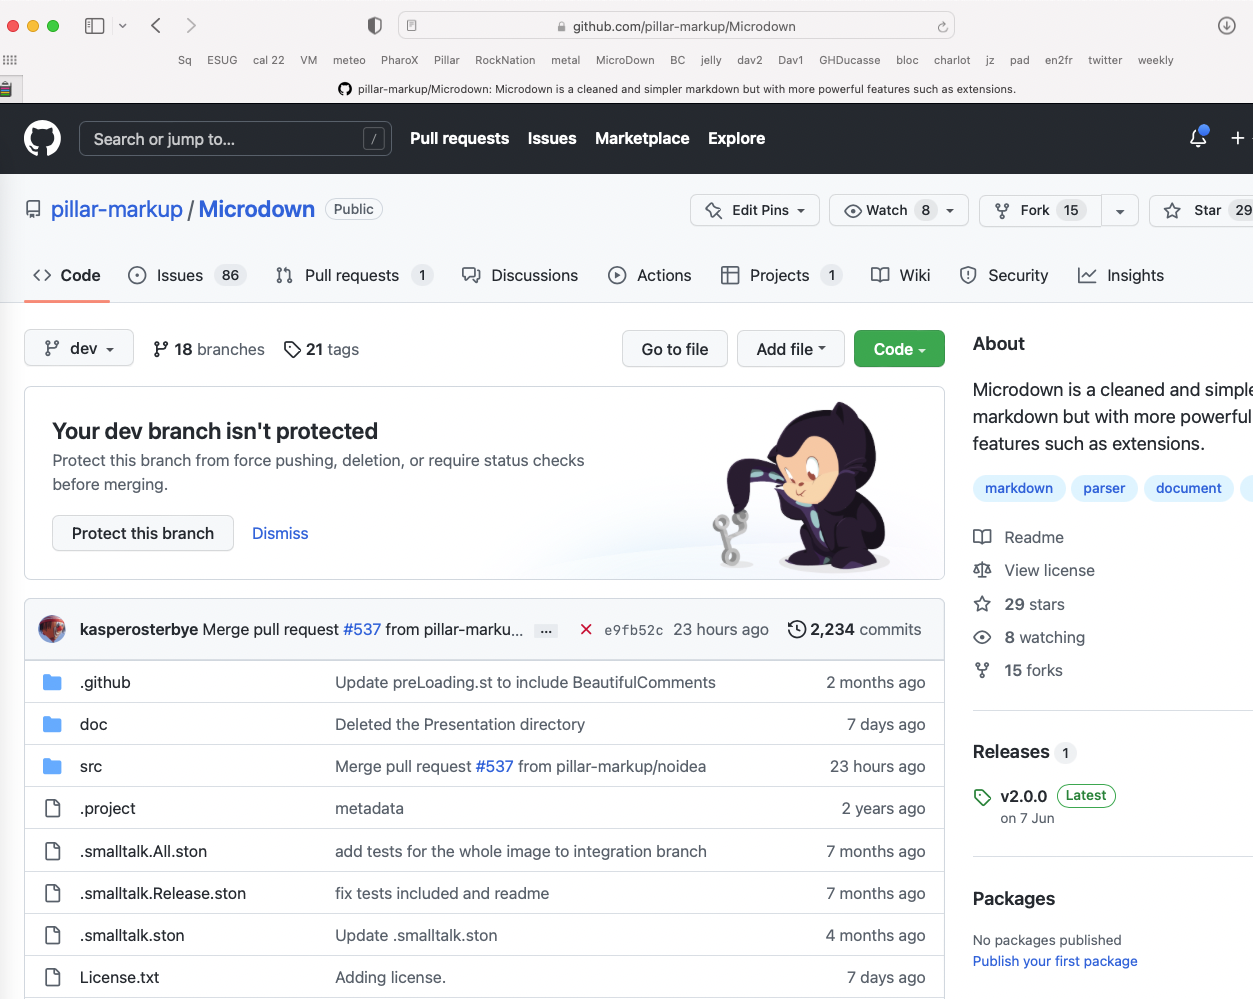 github.com/pillar-markup/Microdown
Sq ESUG cal 22 VM meteo PharoX Pillar RockNation metal MicroDown BC jelly dav2 Dav1 GHDucasse bloc charlot jz pad en2fr twitter weekly
pillar-markup/Microdown: Microdown is a cleaned and simpler markdown but with more powerful features such as extensions.
Search or jump to... / Pull requests Issues Marketplace Explore
pillar-markup / Microdown Public Edit Pins Watch 8 Fork 15 Star 29
Code Issues 86 Pull requests 1 Discussions Actions Projects 1 Wiki Security Insights
dev 18 branches 21 tags Go to file Add file Code
Your dev branch isn't protected
Protect this branch from force pushing, deletion, or require status checks
before merging.
Protect this branch Dismiss
kasperosterbye Merge pull request #537 from pillar-marku... ... e9fb52c 23 hours ago 2,234 commits
.github Update preLoading.st to include BeautifulComments 2 months ago
doc Deleted the Presentation directory 7 days ago
src Merge pull request #537 from pillar-markup/noidea 23 hours ago
.project metadata 2 years ago
.smalltalk.All.ston add tests for the whole image to integration branch 7 months ago
.smalltalk.Release.ston fix tests included and readme 7 months ago
.smalltalk.ston Update .smalltalk.ston 4 months ago
License.txt Adding license. 7 days ago
About
Microdown is a cleaned and simple
markdown but with more powerful
features such as extensions.
markdown parser document
Readme
View license
29 stars
8 watching
15 forks
Releases 1
v2.0.0 Latest
on 7 Jun
Packages
No packages published
Publish your first package